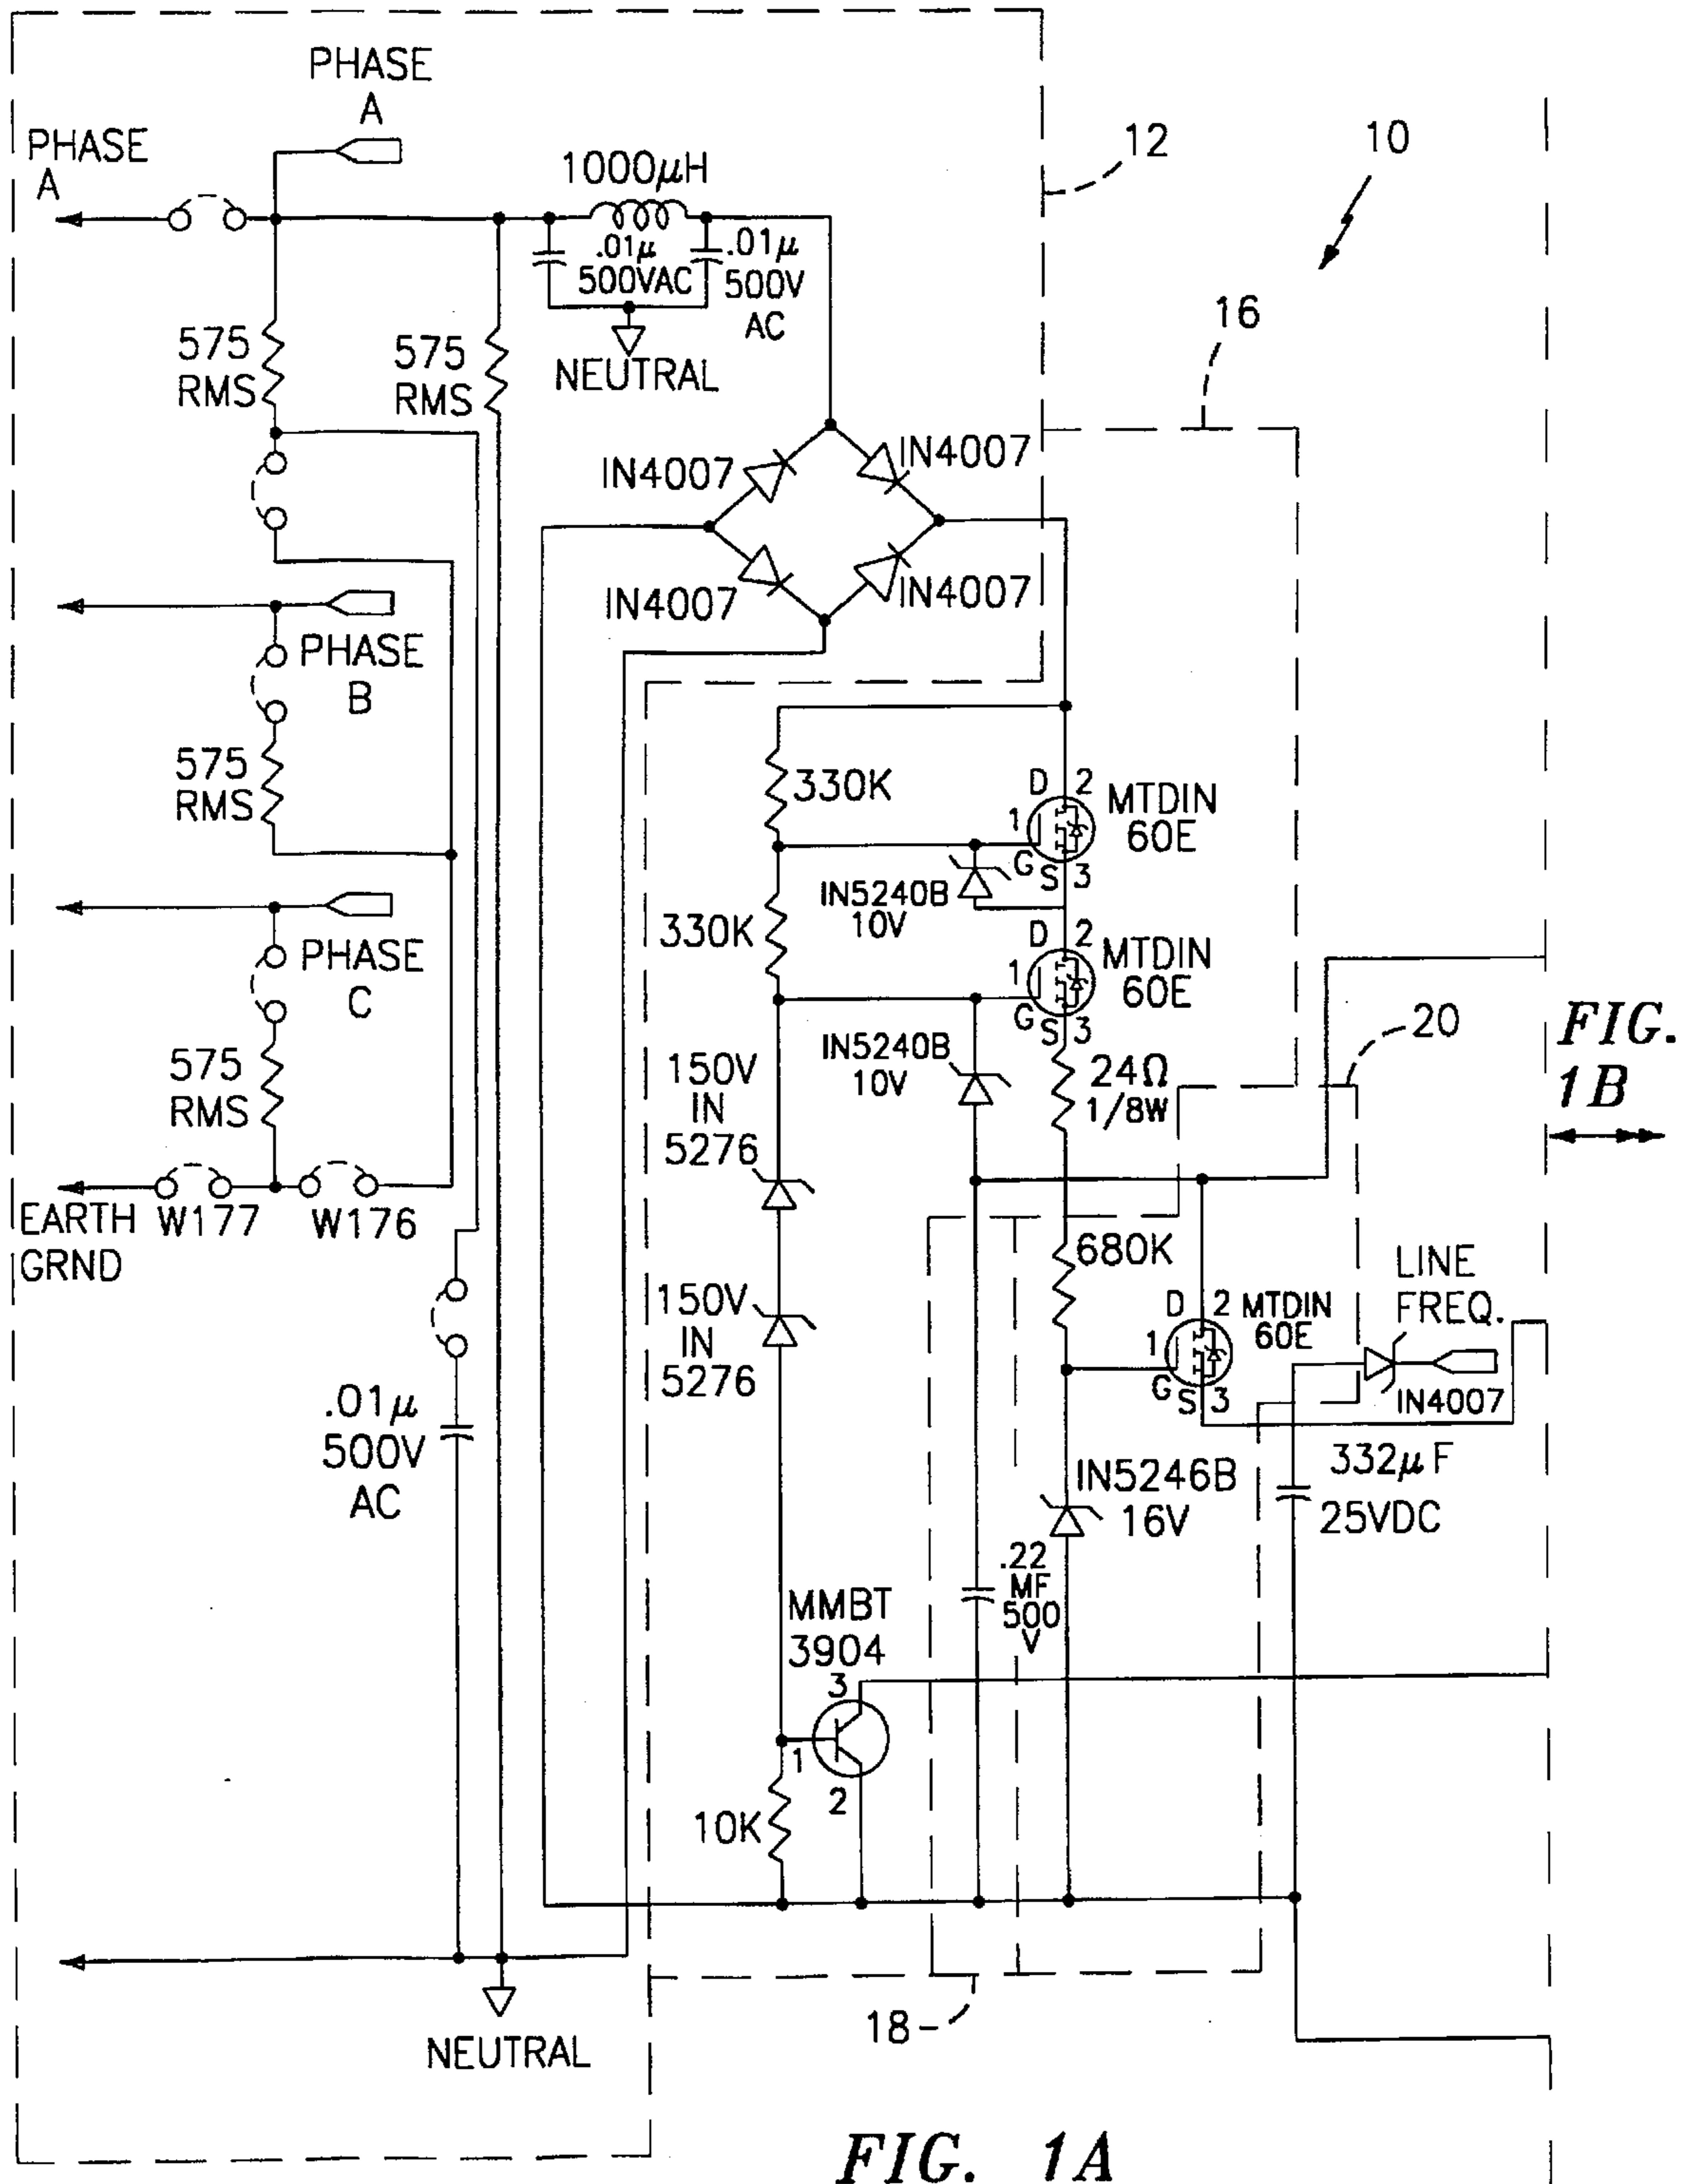 PHASE
A
PHASE
A
1000μH
.01μ
500VAC
.01μ
500V
AC
NEUTRAL
12
10
16
575
RMS
575
RMS
IN4007
IN4007
IN4007
IN4007
PHASE
B
575
RMS
PHASE
C
575
RMS
EARTH
GRND
W177
W176
.01μ
500V
AC
NEUTRAL
330K
330K
D 2
1
G S 3
MTDIN
60E
IN5240B
10V
D 2
1
G S 3
MTDIN
60E
IN5240B
10V
24Ω
1/8W
150V
IN
5276
150V
IN
5276
20
FIG.
1B
680K
D 2
1
G S 3
MTDIN
60E
LINE
FREQ.
IN4007
332μF
25VDC
IN5246B
16V
.22
MF
500
V
MMBT
3904
3
1
2
10K
18
FIG. 1A